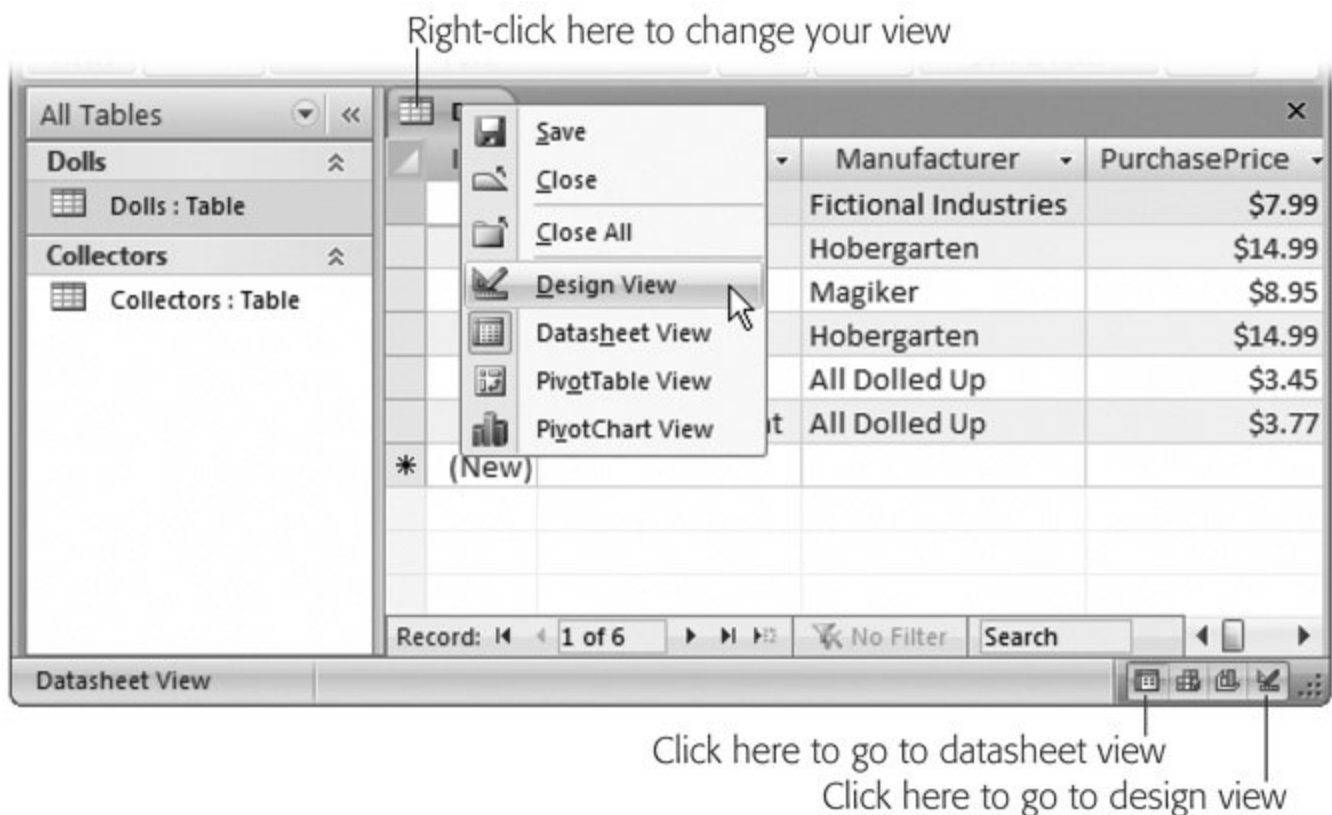 Right-click here to change your view
All Tables
Dolls
Dolls : Table
Collectors
Collectors : Table
Save
Close
Close All
Design View
Datasheet View
PivotTable View
PivotChart View
Manufacturer PurchasePrice
Fictional Industries $7.99
Hobergarten $14.99
Magiker $8.95
Hobergarten $14.99
All Dolled Up $3.45
All Dolled Up $3.77
(New)
Record: 1 of 6 No Filter Search
Datasheet View
Click here to go to datasheet view
Click here to go to design view